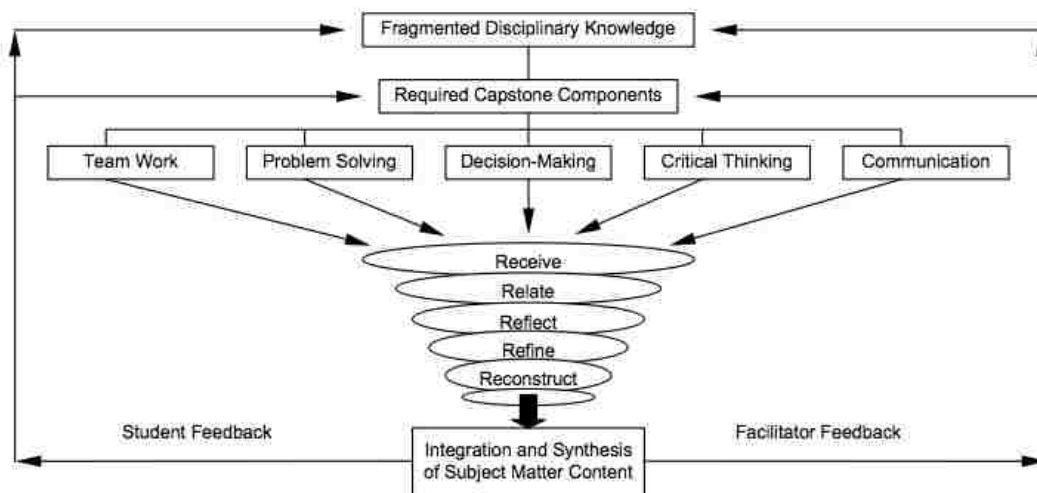 Fragmented Disciplinary Knowledge
Required Capstone Components
Team Work
Problem Solving
Decision-Making
Critical Thinking
Communication
Receive
Relate
Reflect
Refine
Reconstruct
Student Feedback
Facilitator Feedback
Integration and Synthesis
of Subject Matter Content